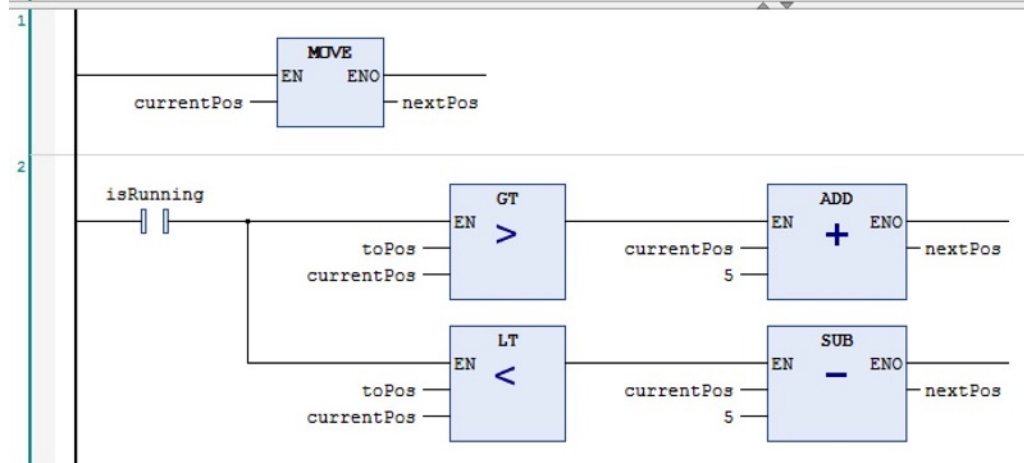 1
MOVE
EN ENO
currentPos nextPos
2
isRunning
GT ADD
EN EN ENO
>
+
toPos currentPos nextPos
currentPos 5
LT SUB
EN EN ENO
<
-
toPos currentPos nextPos
currentPos 5